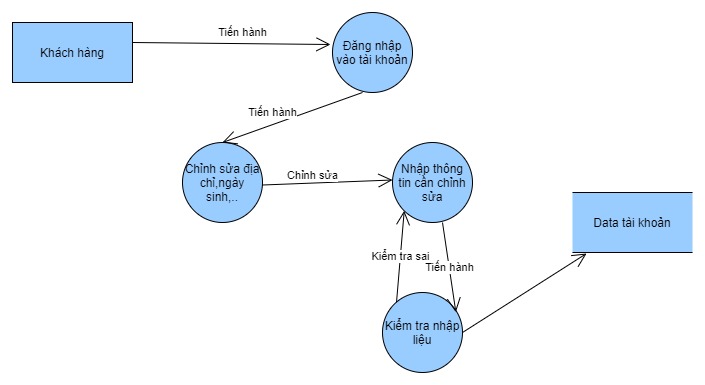 Tiến hành
Khách hàng
Đăng nhập
vào tài khoản
Tiến hành
Chỉnh sửa địa
chỉ,ngày
sinh,..
Chỉnh sửa
Nhập thông
tin cần chỉnh
sửa
Data tài khoản
Kiểm tra sai
Tiến hành
Kiểm tra nhập
liệu